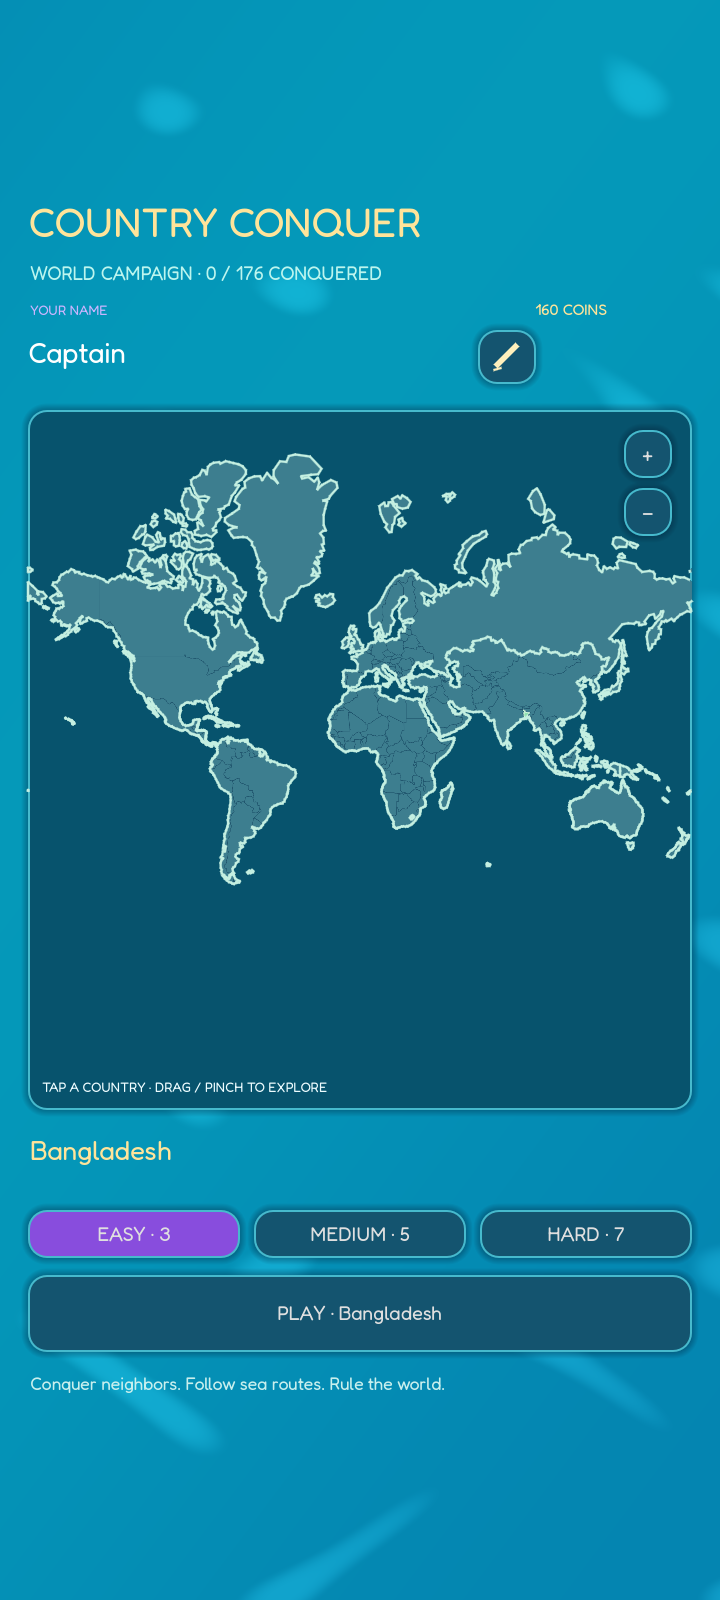 COUNTRY CONQUER
WORLD CAMPAIGN · 0 / 176 CONQUERED
YOUR NAME
160 COINS
Captain
+
−
TAP A COUNTRY · DRAG / PINCH TO EXPLORE
Bangladesh
EASY · 3
MEDIUM · 5
HARD · 7
PLAY · Bangladesh
Conquer neighbors. Follow sea routes. Rule the world.